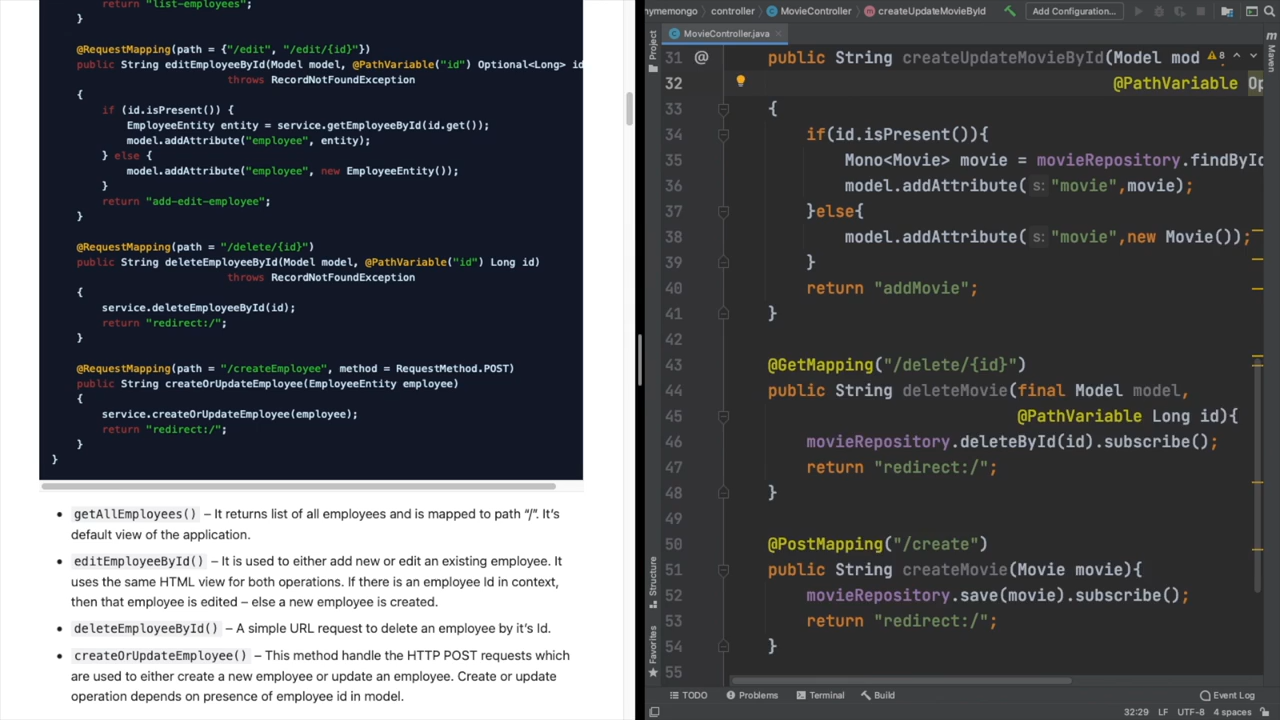 return "list-employees";
}
@RequestMapping(path = {"/edit", "/edit/{id}"})
public String editEmployeeById(Model model, @PathVariable("id") Optional<Long> id
throws RecordNotFoundException
{
if (id.isPresent()) {
EmployeeEntity entity = service.getEmployeeById(id.get());
model.addAttribute("employee", entity);
} else {
model.addAttribute("employee", new EmployeeEntity());
}
return "add-edit-employee";
}
@RequestMapping(path = "/delete/{id}")
public String deleteEmployeeById(Model model, @PathVariable("id") Long id)
throws RecordNotFoundException
{
service.deleteEmployeeById(id);
return "redirect:/";
}
@RequestMapping(path = "/createEmployee", method = RequestMethod.POST)
public String createOrUpdateEmployee(EmployeeEntity employee)
{
service.createOrUpdateEmployee(employee);
return "redirect:/";
}
}
• getAllEmployees() – It returns list of all employees and is mapped to path “/”. It’s
default view of the application.
• editEmployeeById() – It is used to either add new or edit an existing employee. It
uses the same HTML view for both operations. If there is an employee Id in context,
then that employee is edited – else a new employee is created.
• deleteEmployeeById() – A simple URL request to delete an employee by it’s Id.
• createOrUpdateEmployee() – This method handle the HTTP POST requests which
are used to either create a new employee or update an employee. Create or update
operation depends on presence of employee id in model.
nymemongo controller MovieController createUpdateMovieById Add Configuration...
MovieController.java
Project
Maven
31 @ public String createUpdateMovieById(Model mod 8
32 @PathVariable Op
33 {
34 if(id.isPresent()){
35 Mono<Movie> movie = movieRepository.findById
36 model.addAttribute( s: "movie",movie);
37 }else{
38 model.addAttribute( s: "movie",new Movie());
39 }
40 return "addMovie";
41 }
42
43 @GetMapping("/delete/{id}")
44 public String deleteMovie(final Model model,
45 @PathVariable Long id){
46 movieRepository.deleteById(id).subscribe();
47 return "redirect:/";
48 }
49
50 @PostMapping("/create")
51 public String createMovie(Movie movie){
52 movieRepository.save(movie).subscribe();
53 return "redirect:/";
54 }
55
Structure
Favorites
TODO Problems Terminal Build Event Log
32:29 LF UTF-8 4 spaces